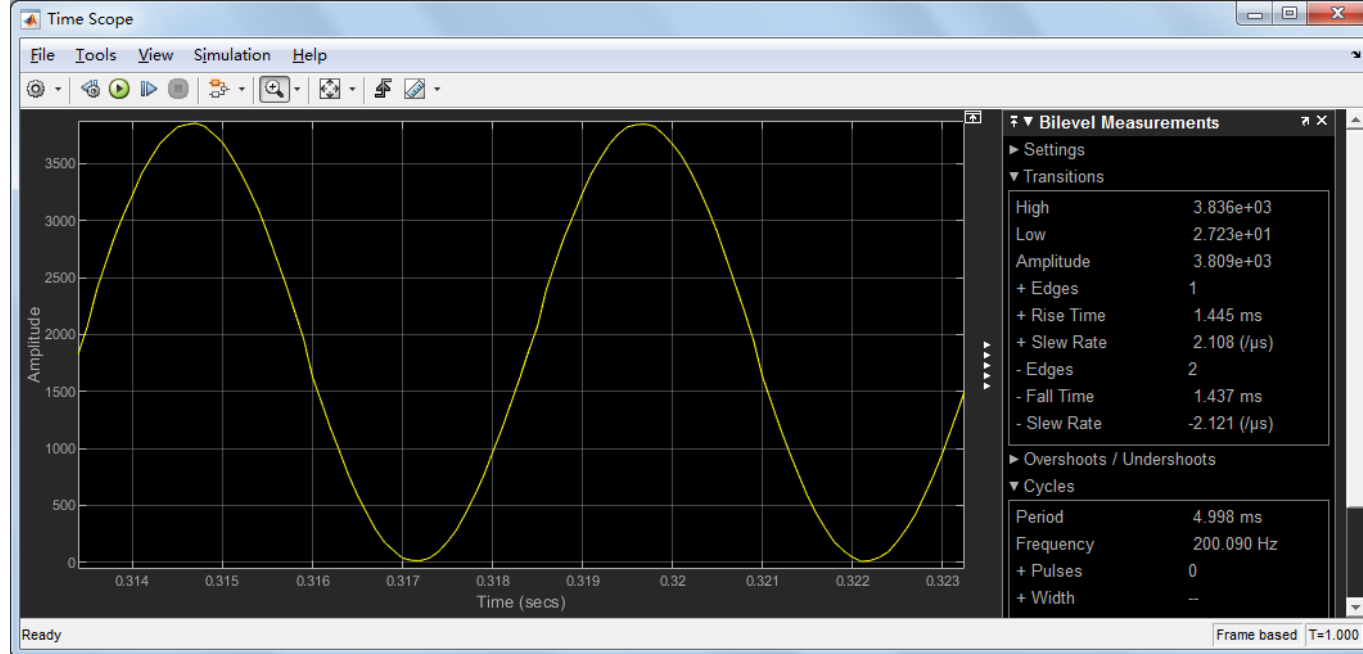 Time Scope
File Tools View Simulation Help
3500
3000
2500
2000
1500
1000
500
0
Amplitude
0.314 0.315 0.316 0.317 0.318 0.319 0.32 0.321 0.322 0.323
Time (secs)
Bilevel Measurements
Settings
Transitions
High 3.836e+03
Low 2.723e+01
Amplitude 3.809e+03
+ Edges 1
+ Rise Time 1.445 ms
+ Slew Rate 2.108 (/µs)
- Edges 2
- Fall Time 1.437 ms
- Slew Rate -2.121 (/µs)
Overshoots / Undershoots
Cycles
Period 4.998 ms
Frequency 200.090 Hz
+ Pulses 0
+ Width --
Ready Frame based T=1.000